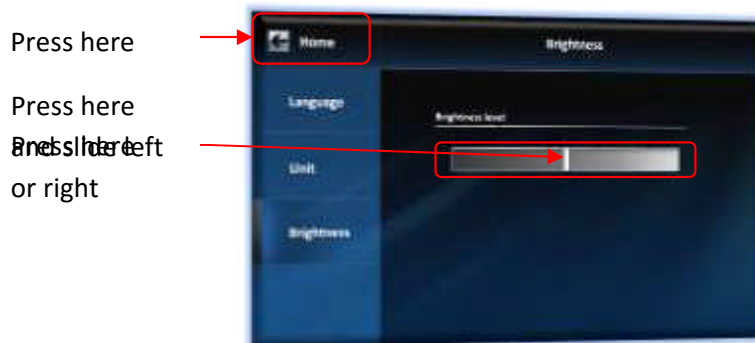 Press here
Home
Brightness
Press here
and slide left
Press here
or right
Language
Unit
Brightness
Brightness level